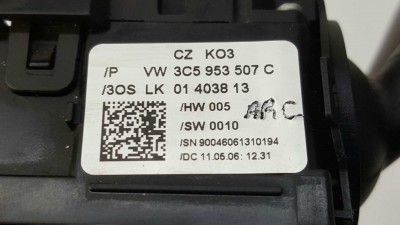 CZ KO3
/P VW 3C5 953 507 C
/3OS LK 01 4038 13
/HW 005 ARC
/SW 0010
/SN 90046061310194
/DC 11.05.06: 12.31